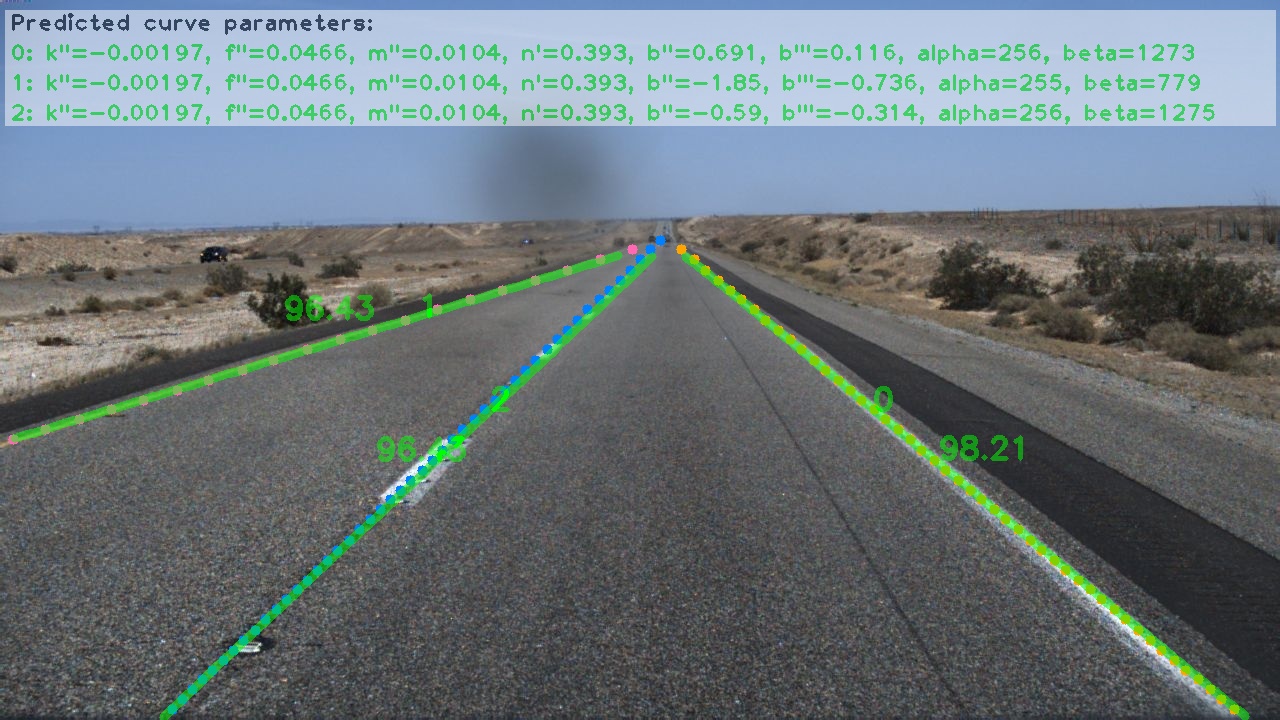 Predicted curve parameters:
0: k"=-0.00197, f"=0.0466, m"=0.0104, n'=0.393, b"=0.691, b'''=0.116, alpha=256, beta=1273
1: k"=-0.00197, f"=0.0466, m"=0.0104, n'=0.393, b"=-1.85, b'''=-0.736, alpha=255, beta=779
2: k"=-0.00197, f"=0.0466, m"=0.0104, n'=0.393, b"=-0.59, b'''=-0.314, alpha=256, beta=1275
96.43 1
2 0
98.21